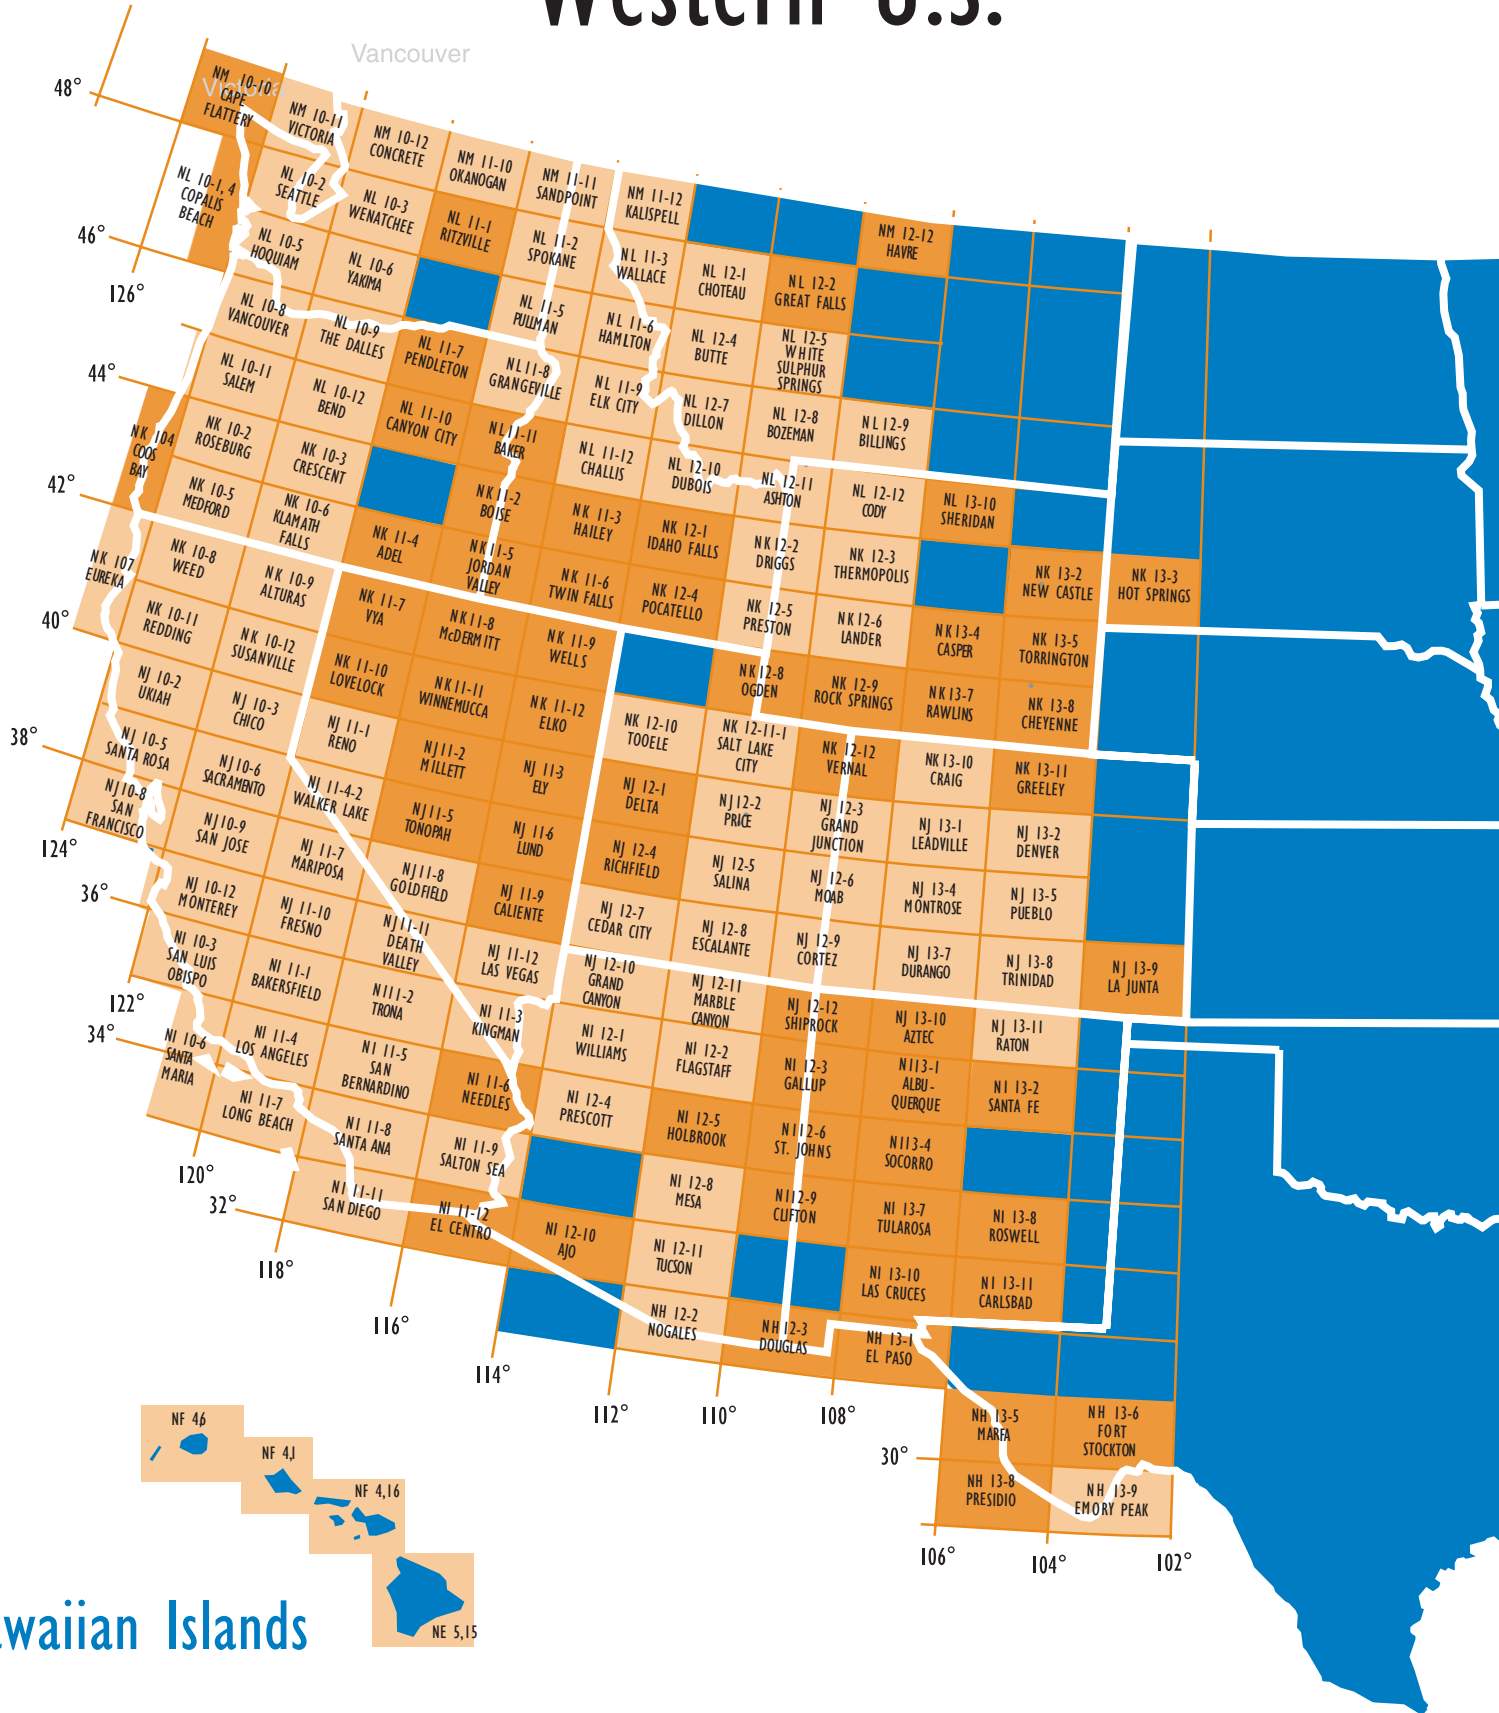 Western U.S.
Vancouver
Victoria
48°
NM 10-10
CAPE
FLATTERY
NM 10-11
VICTORIA
NM 10-12
CONCRETE
NM 11-10
OKANOGAN
NM 11-11
SANDPOINT
NM 11-12
KALISPELL
NM 12-12
HAVRE
NL 10-1, 4
COPALIS
BEACH
NL 10-2
SEATTLE
NL 10-3
WENATCHEE
NL 11-1
RITZVILLE
NL 11-2
SPOKANE
NL 11-3
WALLACE
NL 12-1
CHOTEAU
NL 12-2
GREAT FALLS
46°
126°
NL 10-5
HOQUIAM
NL 10-6
YAKIMA
NL 11-5
PULLMAN
NL 11-6
HAMILTON
NL 12-4
BUTTE
NL 12-5
WHITE
SULPHUR
SPRINGS
NL 10-8
VANCOUVER
NL 10-9
THE DALLES
NL 11-7
PENDLETON
NL 11-8
GRANGEVILLE
NL 11-9
ELK CITY
NL 12-7
DILLON
NL 12-8
BOZEMAN
NL 12-9
BILLINGS
44°
NL 10-11
SALEM
NL 10-12
BEND
NL 11-10
CANYON CITY
NL 11-11
BAKER
NL 11-12
CHALLIS
NL 12-10
DUBOIS
NL 12-11
ASHTON
NL 12-12
CODY
NL 13-10
SHERIDAN
NK 104
COOS
BAY
NK 10-2
ROSEBURG
NK 10-3
CRESCENT
NK 11-2
BOISE
NK 11-3
HAILEY
NK 12-1
IDAHO FALLS
NK 12-2
DRIGGS
NK 12-3
THERMOPOLIS
NK 13-2
NEW CASTLE
NK 13-3
HOT SPRINGS
42°
NK 10-5
MEDFORD
NK 10-6
KLAMATH
FALLS
NK 11-4
ADEL
NK 11-5
JORDAN
VALLEY
NK 11-6
TWIN FALLS
NK 12-4
POCATELLO
NK 12-5
PRESTON
NK 12-6
LANDER
NK 13-4
CASPER
NK 13-5
TORRINGTON
NK 107
EUREKA
NK 10-8
WEED
NK 10-9
ALTURAS
NK 11-7
VYA
NK 11-8
McDERMITT
NK 11-9
WELLS
NK 12-8
OGDEN
NK 12-9
ROCK SPRINGS
NK 13-7
RAWLINS
NK 13-8
CHEYENNE
40°
NK 10-11
REDDING
NK 10-12
SUSANVILLE
NK 11-10
LOVELOCK
NK 11-11
WINNEMUCCA
NK 11-12
ELKO
NK 12-10
TOOELE
NK 12-11-1
SALT LAKE
CITY
NK 12-12
VERNAL
NK 13-10
CRAIG
NK 13-11
GREELEY
NJ 10-2
UKIAH
NJ 10-3
CHICO
NJ 11-1
RENO
NJ 11-2
MILLETT
NJ 11-3
ELY
NJ 12-1
DELTA
NJ 12-2
PRICE
NJ 12-3
GRAND
JUNCTION
NJ 13-1
LEADVILLE
NJ 13-2
DENVER
38°
NJ 10-5
SANTA ROSA
NJ 10-6
SACRAMENTO
NJ 11-4-2
WALKER LAKE
NJ 11-5
TONOPAH
NJ 11-6
LUND
NJ 12-4
RICHFIELD
NJ 12-5
SALINA
NJ 12-6
MOAB
NJ 13-4
MONTROSE
NJ 13-5
PUEBLO
124°
NJ 10-8
SAN
FRANCISCO
NJ 10-9
SAN JOSE
NJ 11-7
MARIPOSA
NJ 11-8
GOLDFIELD
NJ 11-9
CALIENTE
NJ 12-7
CEDAR CITY
NJ 12-8
ESCALANTE
NJ 12-9
CORTEZ
NJ 13-7
DURANGO
NJ 13-8
TRINIDAD
NJ 13-9
LA JUNTA
36°
NJ 10-12
MONTEREY
NJ 11-10
FRESNO
NJ 11-11
DEATH
VALLEY
NJ 11-12
LAS VEGAS
NJ 12-10
GRAND
CANYON
NJ 12-11
MARBLE
CANYON
NJ 12-12
SHIPROCK
NJ 13-10
AZTEC
NJ 13-11
RATON
122°
NI 10-3
SAN LUIS
OBISPO
NI 11-1
BAKERSFIELD
NI 11-2
TRONA
NI 11-3
KINGMAN
NI 12-1
WILLIAMS
NI 12-2
FLAGSTAFF
NI 12-3
GALLUP
NI 13-1
ALBU-
QUERQUE
NI 13-2
SANTA FE
34°
NI 10-6
SANTA
MARIA
NI 11-4
LOS ANGELES
NI 11-5
SAN
BERNARDINO
NI 11-6
NEEDLES
NI 12-4
PRESCOTT
NI 12-5
HOLBROOK
NI 12-6
ST. JOHNS
NI 13-4
SOCORRO
NI 11-7
LONG BEACH
NI 11-8
SANTA ANA
NI 11-9
SALTON SEA
NI 12-8
MESA
NI 12-9
CLIFTON
NI 13-7
TULAROSA
NI 13-8
ROSWELL
120°
32°
NI 11-11
SAN DIEGO
NI 11-12
EL CENTRO
NI 12-10
AJO
NI 12-11
TUCSON
NI 13-10
LAS CRUCES
NI 13-11
CARLSBAD
118°
116°
114°
NH 12-2
NOGALES
NH 12-3
DOUGLAS
NH 13-1
EL PASO
112°
110°
108°
NH 13-5
MARFA
NH 13-6
FORT
STOCKTON
30°
NH 13-8
PRESIDIO
NH 13-9
EMORY PEAK
106°
104°
102°
NF 4,6
NF 4,1
NF 4,16
NE 5,15
waiian Islands